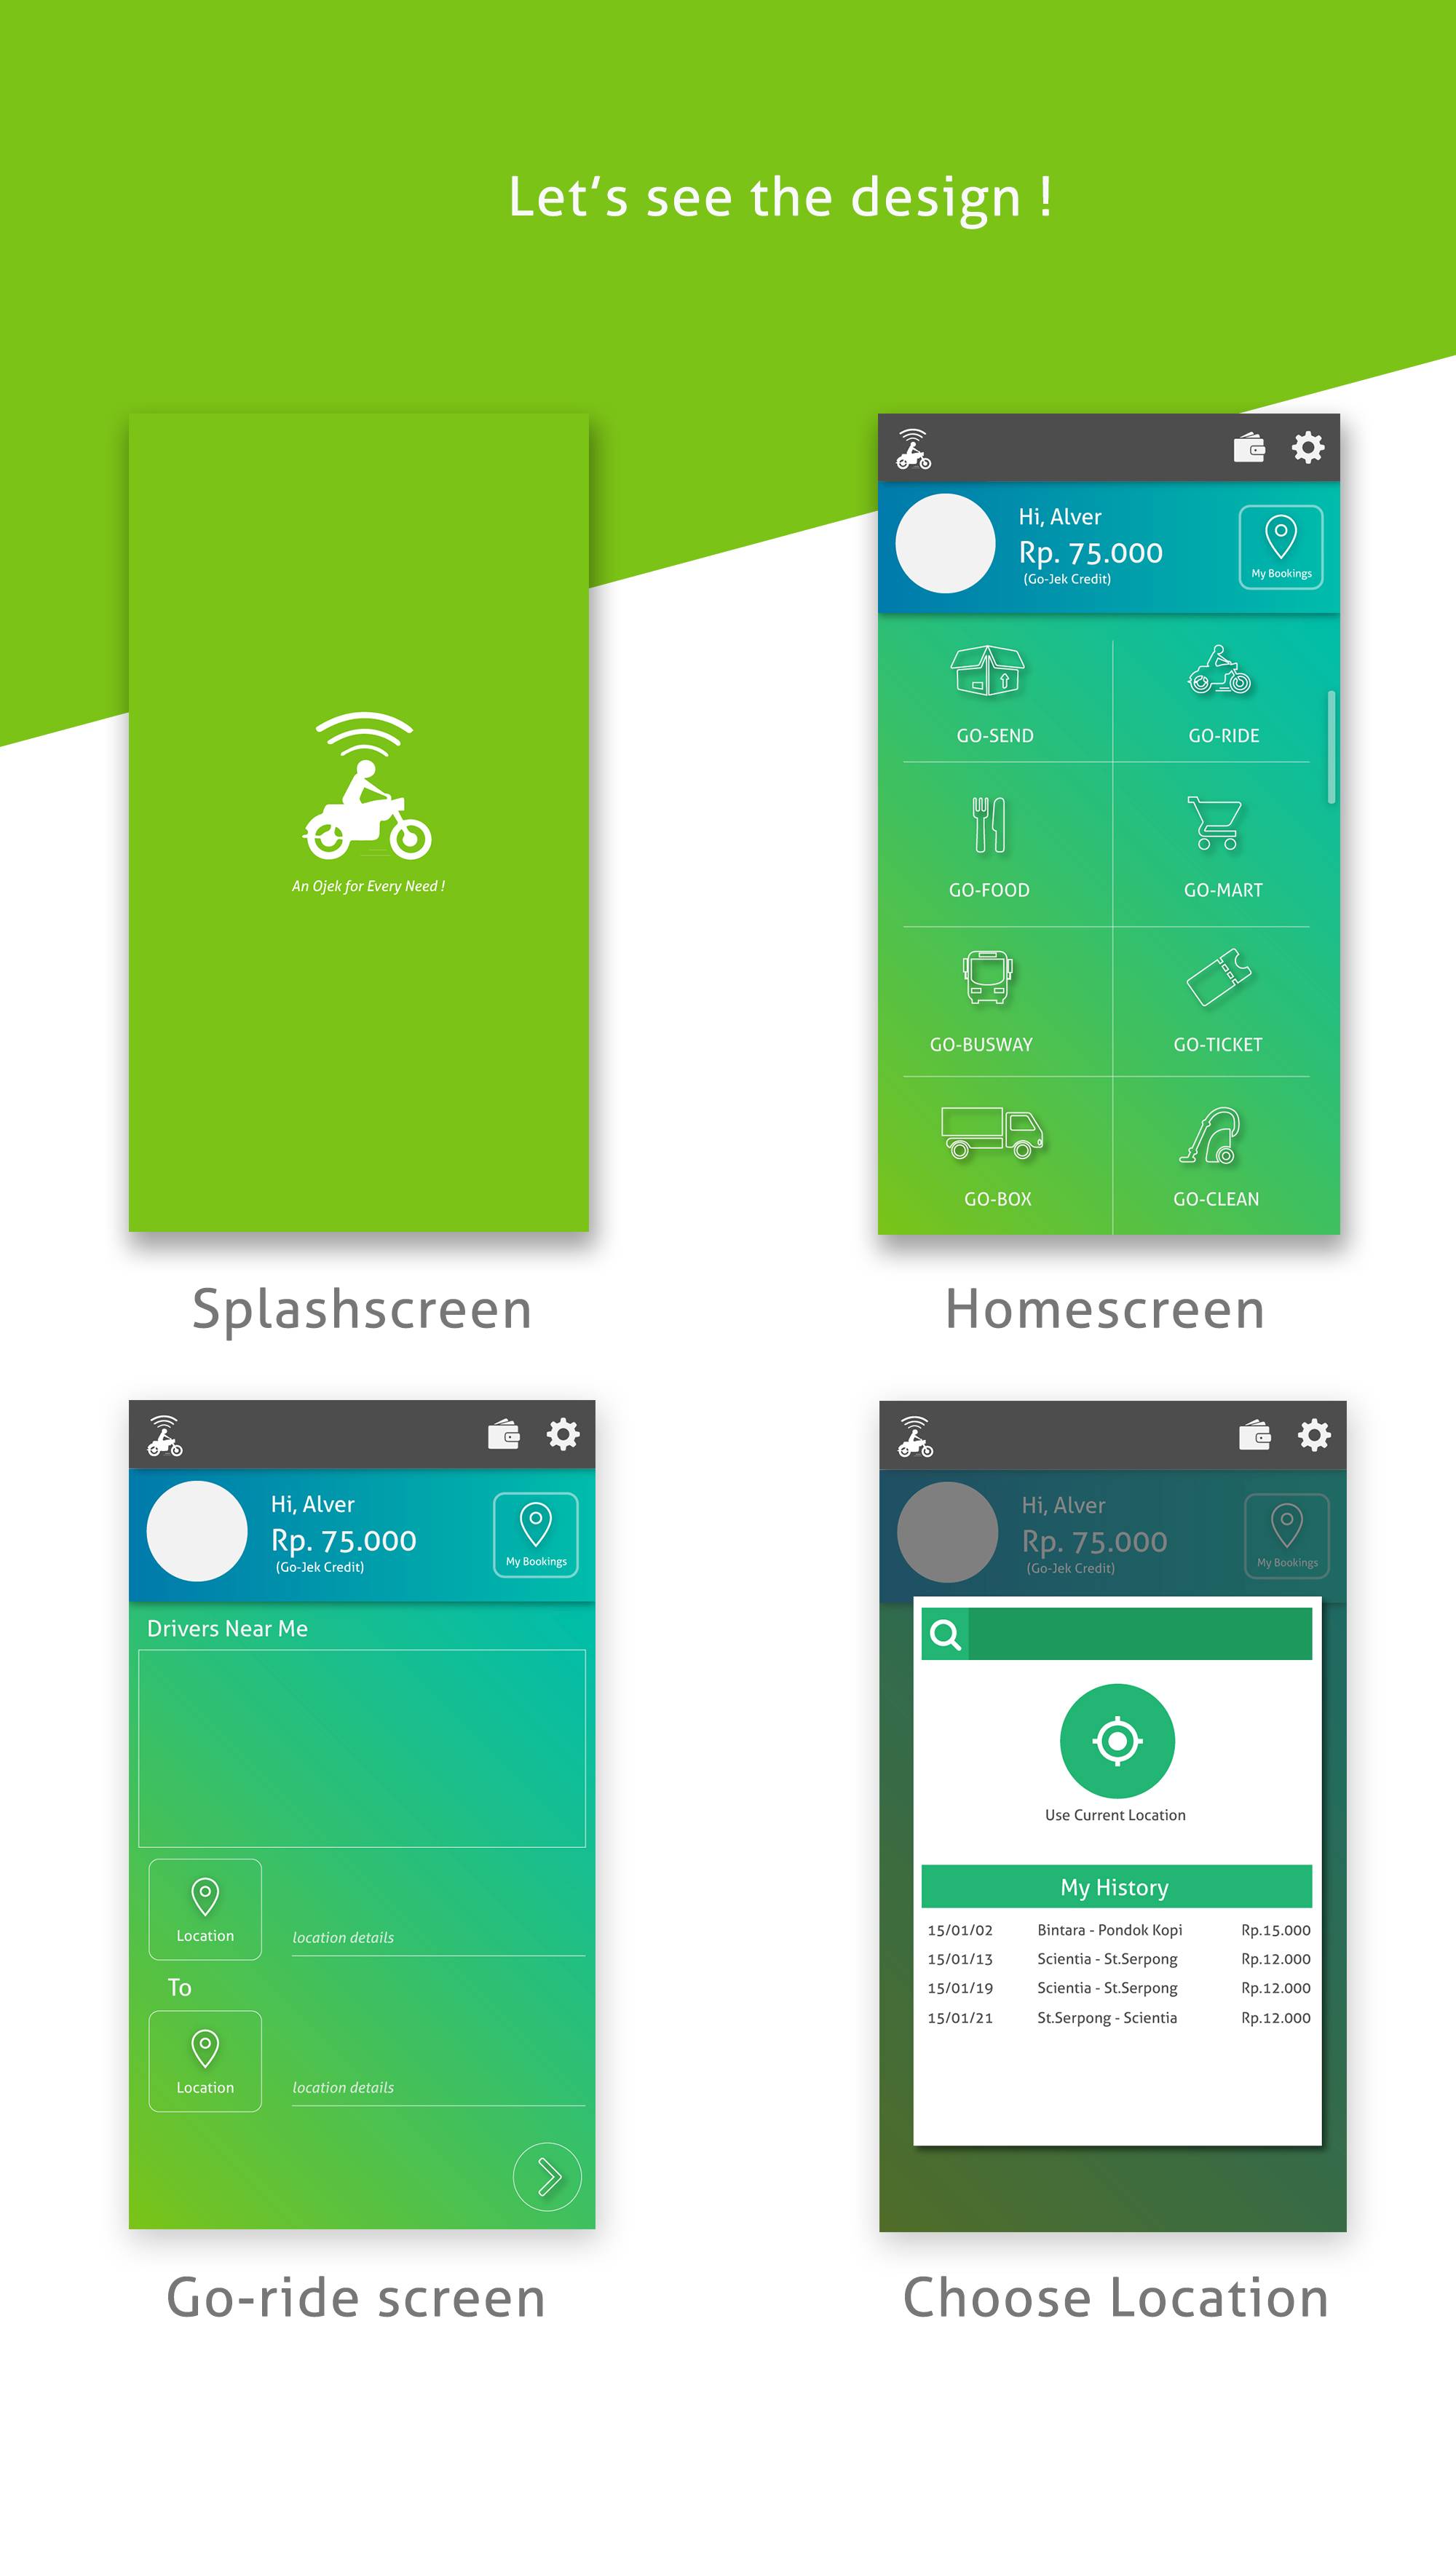 Let's see the design !
An Ojek for Every Need !
Splashscreen
Hi, Alver
Rp. 75.000
(Go-Jek Credit)
My Bookings
GO-SEND
GO-RIDE
GO-FOOD
GO-MART
GO-BUSWAY
GO-TICKET
GO-BOX
GO-CLEAN
Homescreen
Hi, Alver
Rp. 75.000
(Go-Jek Credit)
My Bookings
Drivers Near Me
Location
location details
To
Location
location details
Go-ride screen
Hi, Alver
Rp. 75.000
(Go-Jek Credit)
My Bookings
Use Current Location
My History
15/01/02 Bintara - Pondok Kopi Rp.15.000
15/01/13 Scientia - St.Serpong Rp.12.000
15/01/19 Scientia - St.Serpong Rp.12.000
15/01/21 St.Serpong - Scientia Rp.12.000
Choose Location